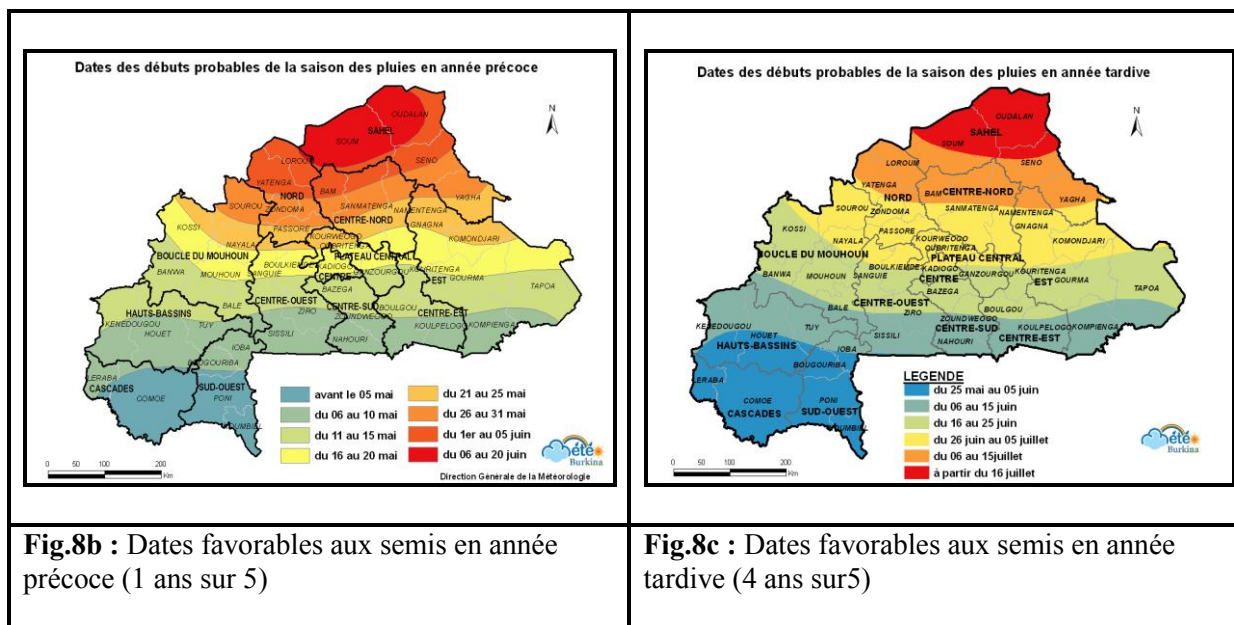 Dates des débuts probables de la saison des pluies en année précoce
N
OUDALAN
SAHEL
SOUM
SENO
LOROUM
YATENGA
BAM
NORD
YAGHA
SOUROU
ZONDOMA
SANMATENGA
NAMENTENGA
CENTRE-NORD
KOSSI
PASSORE
GNAGNA
NAYALA
KOURWEOGO
OUBRITENGA
KOMONDJARI
BOUCLE DU MOUHOUN
PLATEAU CENTRAL
BOULKIEMDE
KADIOGO
BANWA
MOUHOUN
SANGUIE
CENTRE
GANZOURGOU
KOURITENGA
EST
GOURMA
TAPOA
BAZEGA
BALE
CENTRE-OUEST
CENTRE-SUD
BOULGOU
ZIRO
HAUTS-BASSINS
ZOUNDWEOGO
CENTRE-EST
KENEDOUGOU
HOUET
TUY
SISSILI
KOULPELOGO
KOMPIENGA
NAHOURI
IOBA
BOUGOURIBA
LERABA
CASCADES
SUD-OUEST
COMOE
PONI
NOUMBIEL
avant le 05 mai
du 06 au 10 mai
du 11 au 15 mai
du 16 au 20 mai
du 21 au 25 mai
du 26 au 31 mai
du 1er au 05 juin
du 06 au 20 juin
0 50 100 200
Km
été
Burkina
Direction Générale de la Météorologie
Fig.8b : Dates favorables aux semis en année
précoce (1 ans sur 5)
Dates des débuts probables de la saison des pluies en année tardive
N
OUDALAN
SAHEL
SOUM
SENO
LOROUM
YATENGA
BAM
CENTRE-NORD
NORD
YAGHA
SOUROU
ZONDOMA
SANMATENGA
NAMENTENGA
KOSSI
PASSORE
GNAGNA
NAYALA
KOURWEOGO
OUBRITENGA
KOMONDJARI
BOUCLE DU MOUHOUN
PLATEAU CENTRAL
BOULKIEMDE
KADIOGO
BANWA
MOUHOUN
SANGUIE
CENTRE
GANZOURGOU
KOURITENGA
EST
GOURMA
TAPOA
BAZEGA
BALE
CENTRE-OUEST
BOULGOU
ZIRO
ZOUNDWEOGO
KENEDOUGOU
HOUET
TUY
SISSILI
CENTRE-SUD
KOULPELOGO
KOMPIENGA
NAHOURI
CENTRE-EST
HAUTS-BASSINS
IOBA
BOUGOURIBA
LERABA
COMOE
PONI
CASCADES
SUD-OUEST
NOUMBIEL
LEGENDE
du 25 mai au 05 juin
du 06 au 15 juin
du 16 au 25 juin
du 26 juin au 05 juillet
du 06 au 15juillet
à partir du 16 juillet
0 50 100 200
Km
été
Burkina
Fig.8c : Dates favorables aux semis en année
tardive (4 ans sur5)